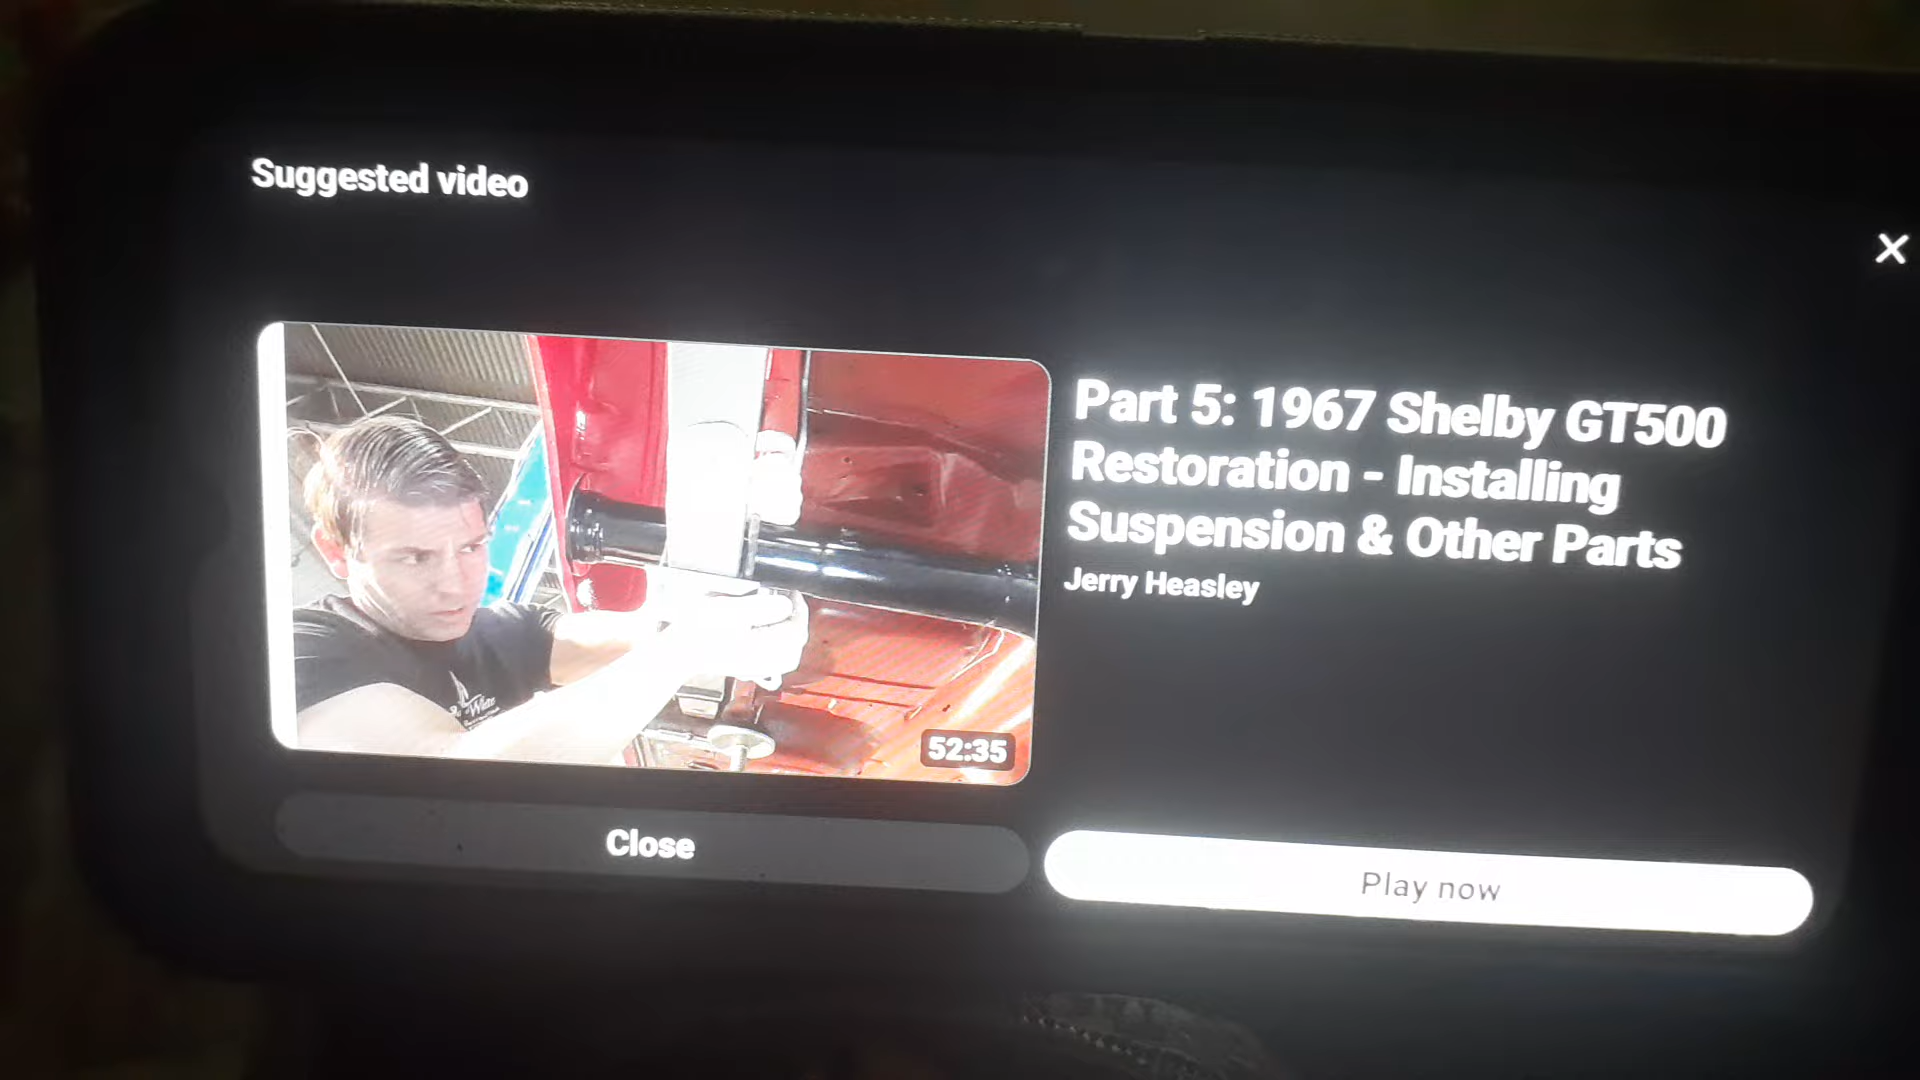 Suggested video
Part 5: 1967 Shelby GT500
Restoration - Installing
Suspension & Other Parts
Jerry Heasley
52:35
Close
Play now